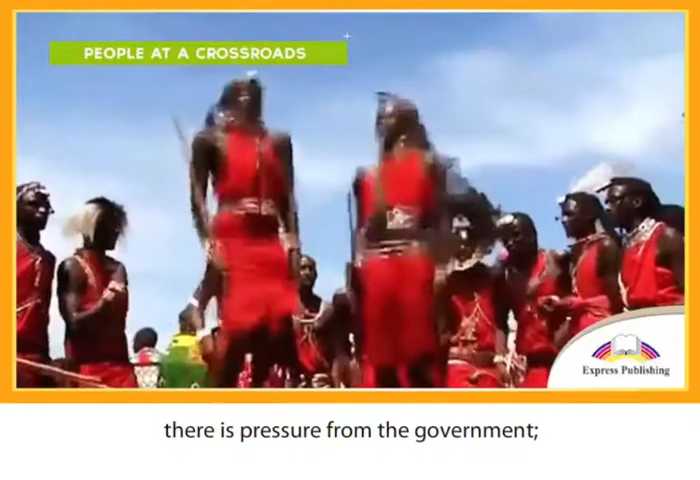 PEOPLE AT A CROSSROADS
Express Publishing
there is pressure from the government;